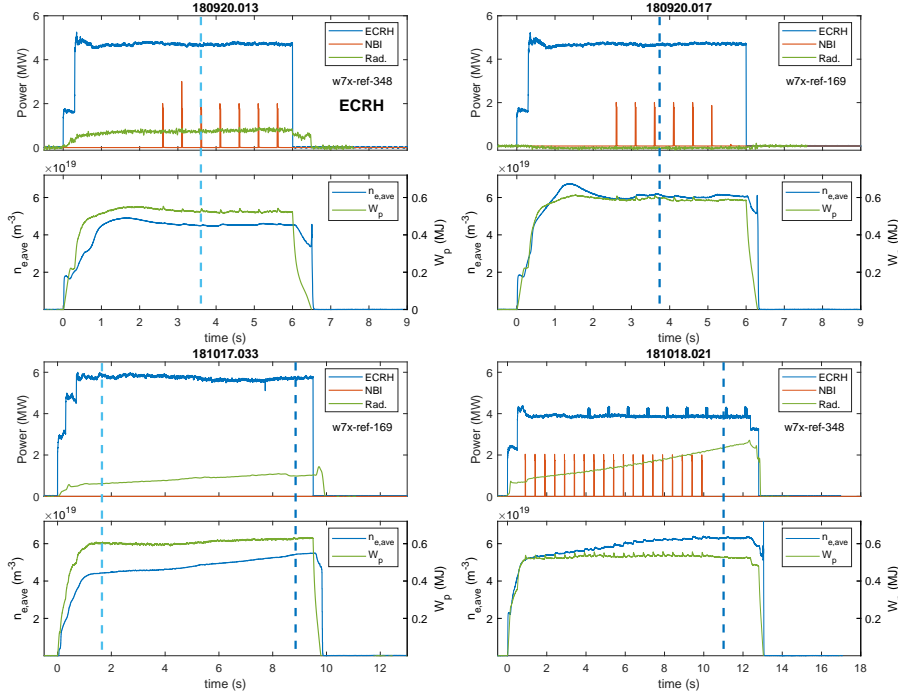 180920.013
6
4
2
0
Power (MW)
ECRH
NBI
Rad.
w7x-ref-348
ECRH
×10^19
6
4
2
n_e,ave (m^-3)
n_e,ave
W_p
0.6
0.4
0.2
0
W_p (MJ)
0 1 2 3 4 5 6 7 8 9
time (s)
180920.017
6
4
2
0
Power (MW)
ECRH
NBI
Rad.
w7x-ref-169
×10^19
6
4
2
n_e,ave (m^-3)
n_e,ave
W_p
0.6
0.4
0.2
0
W (MJ)
0 1 2 3 4 5 6 7 8 9
time (s)
181017.033
6
4
2
0
Power (MW)
ECRH
NBI
Rad.
w7x-ref-169
×10^19
6
4
2
n_e,ave (m^-3)
n_e,ave
W_p
0.6
0.4
0.2
W_p (MJ)
0 2 4 6 8 10 12
time (s)
181018.021
6
4
2
0
Power (MW)
ECRH
NBI
Rad.
w7x-ref-348
×10^19
6
4
2
n_e,ave (m^-3)
n_e,ave
W_p
0.6
0.4
0.2
W (MJ)
0 2 4 6 8 10 12 14 16 18
time (s)